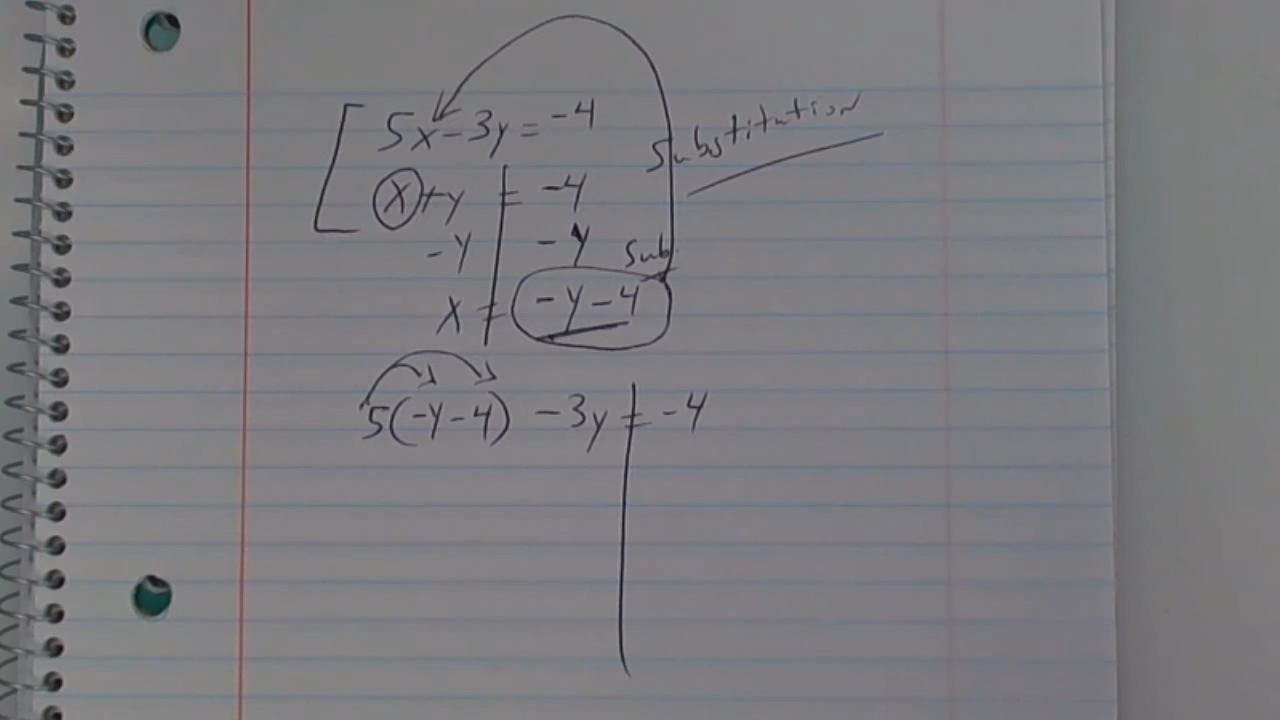 5x-3y=-4
Substitution
x+y = -4
-y -y
Sub
x = -y-4
5(-y-4) -3y = -4